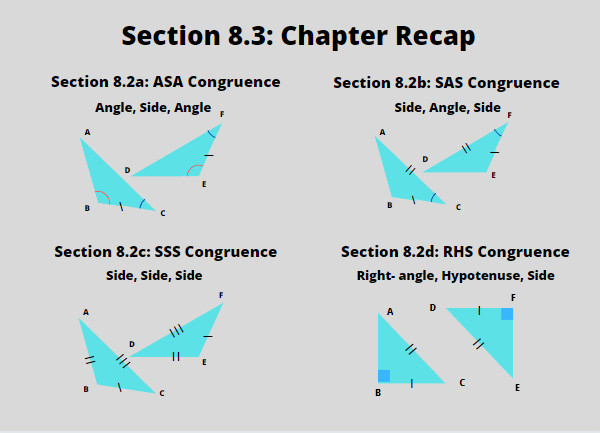 Section 8.3: Chapter Recap
Section 8.2a: ASA Congruence
Angle, Side, Angle
A
F
D
E
B
C
Section 8.2b: SAS Congruence
Side, Angle, Side
F
A
D
E
B
C
Section 8.2c: SSS Congruence
Side, Side, Side
F
A
D
E
B
C
Section 8.2d: RHS Congruence
Right- angle, Hypotenuse, Side
F
D
A
C
E
B